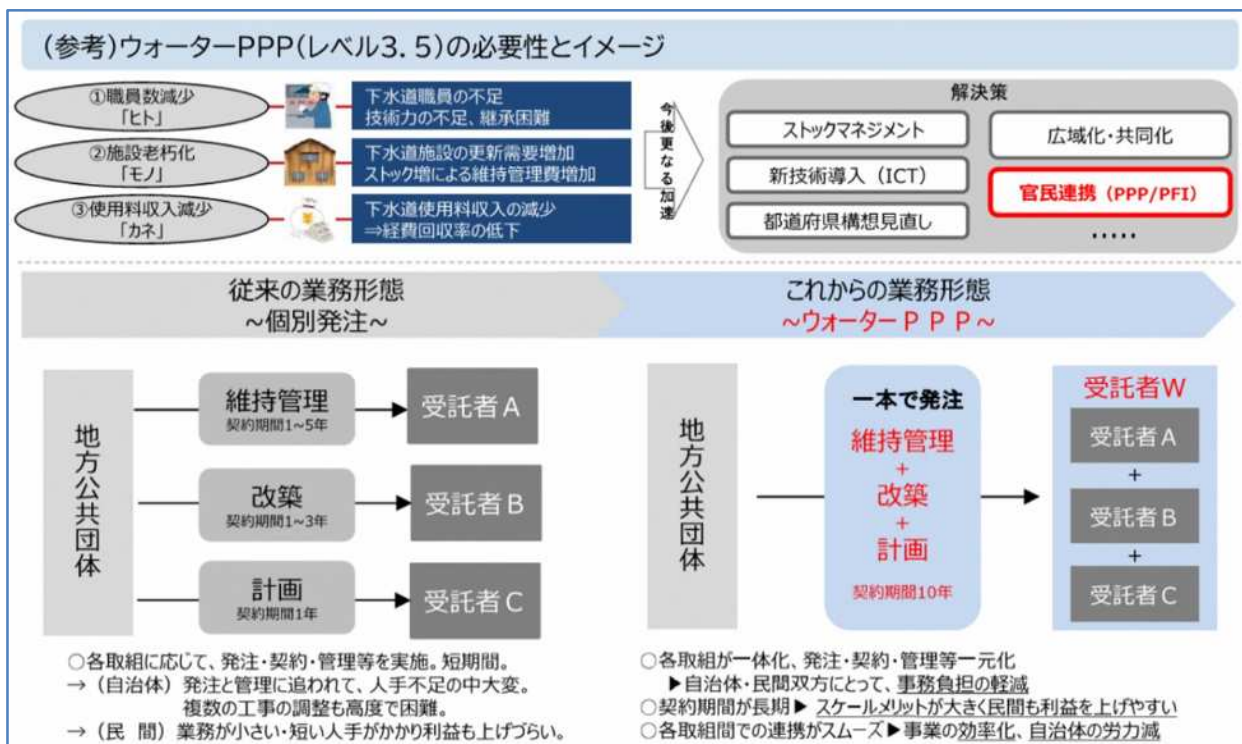 (参考)ウォーターPPP(レベル3．5)の必要性とイメージ
①職員数減少
「ヒト」
下水道職員の不足
技術力の不足、継承困難
②施設老朽化
「モノ」
下水道施設の更新需要増加
ストック増による維持管理費増加
③使用料収入減少
「カネ」
下水道使用料収入の減少
⇒経費回収率の低下
今後更なる加速
解決策
ストックマネジメント
新技術導入（ICT）
都道府県構想見直し
広域化・共同化
官民連携（PPP/PFI）
・・・・・
従来の業務形態
~個別発注~
これからの業務形態
~ウォーターＰＰＰ~
地方公共団体
維持管理
契約期間1~5年
受託者A
改築
契約期間1~3年
受託者B
計画
契約期間1年
受託者C
○各取組に応じて、発注・契約・管理等を実施。短期間。
→（自治体）発注と管理に追われて、人手不足の中大変。
複数の工事の調整も高度で困難。
→（民　間）業務が小さい・短い人手がかかり利益も上げづらい。
地方公共団体
一本で発注
維持管理
+
改築
+
計画
契約期間10年
受託者W
受託者A
+
受託者B
+
受託者C
○各取組が一体化、発注・契約・管理等一元化
▶自治体・民間双方にとって、事務負担の軽減
○契約期間が長期▶スケールメリットが大きく民間も利益を上げやすい
○各取組間での連携がスムーズ▶事業の効率化、自治体の労力減